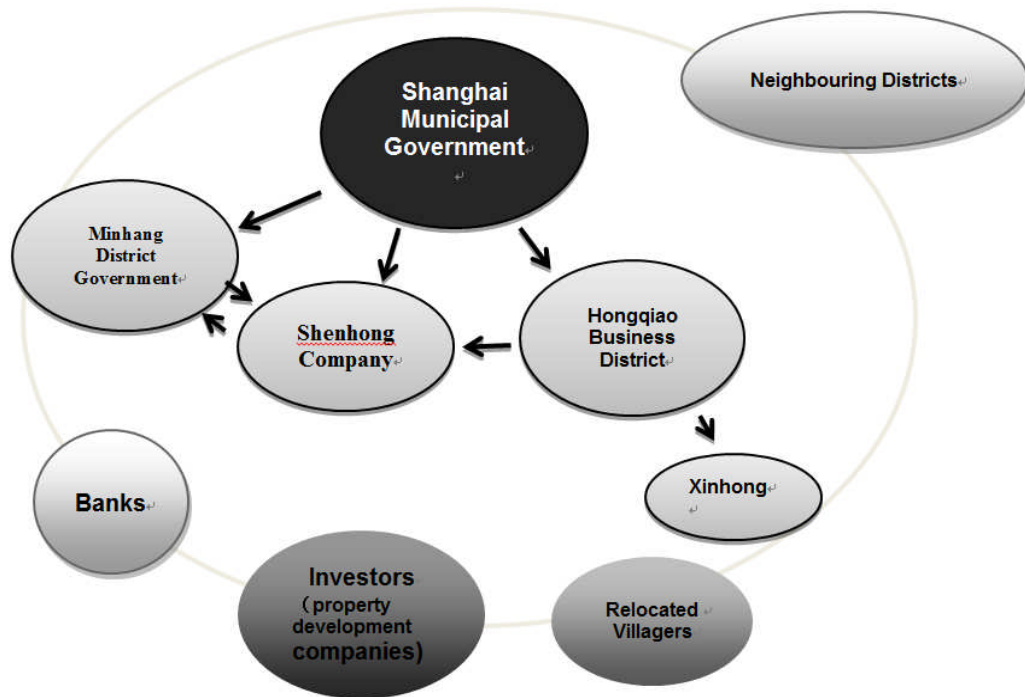 Shanghai
Municipal
Government
Neighbouring Districts
Minhang
District
Government
Shenhong
Company
Hongqiao
Business
District
Xinhong
Banks
Investors
(property
development
companies)
Relocated
Villagers